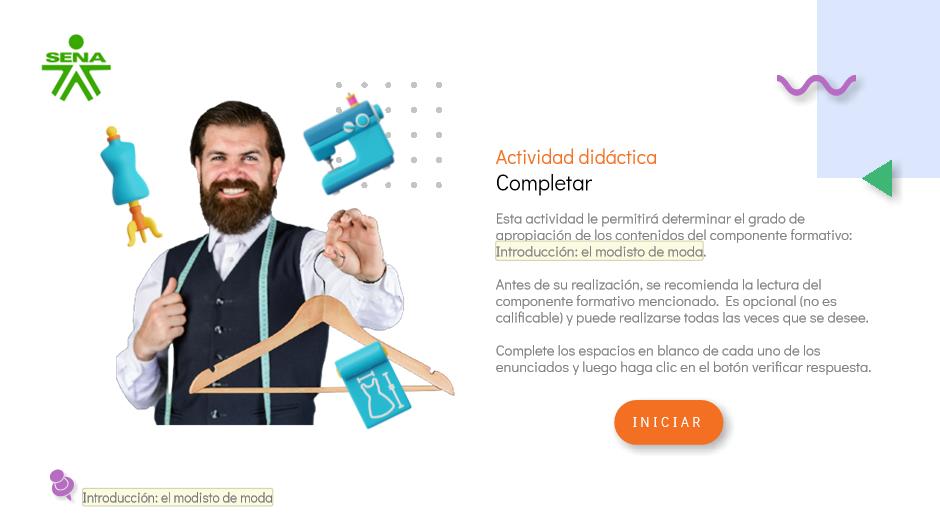 SENA
Actividad didáctica
Completar
Esta actividad le permitirá determinar el grado de
apropiación de los contenidos del componente formativo:
Introducción: el modisto de moda.
Antes de su realización, se recomienda la lectura del
componente formativo mencionado. Es opcional (no es
calificable) y puede realizarse todas las veces que se desee.
Complete los espacios en blanco de cada uno de los
enunciados y luego haga clic en el botón verificar respuesta.
INICIAR
Introducción: el modisto de moda